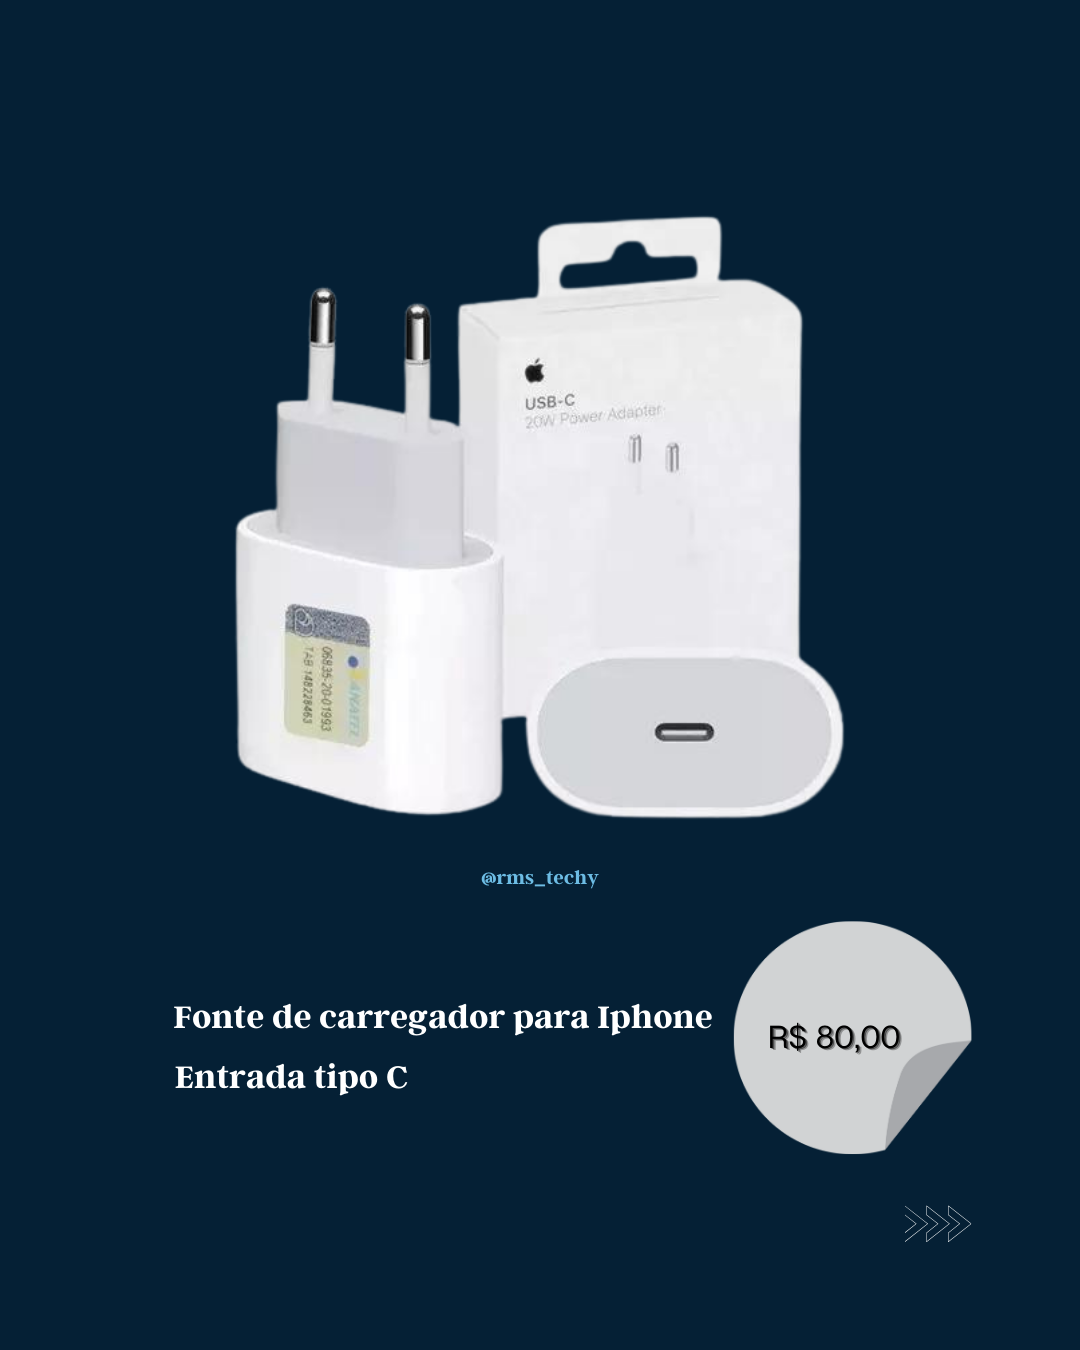 USB-C
20W Power Adapter
ANATEL
06835-20-01993
TAB 148228463
@rms_techy
Fonte de carregador para Iphone
Entrada tipo C
R$ 80,00